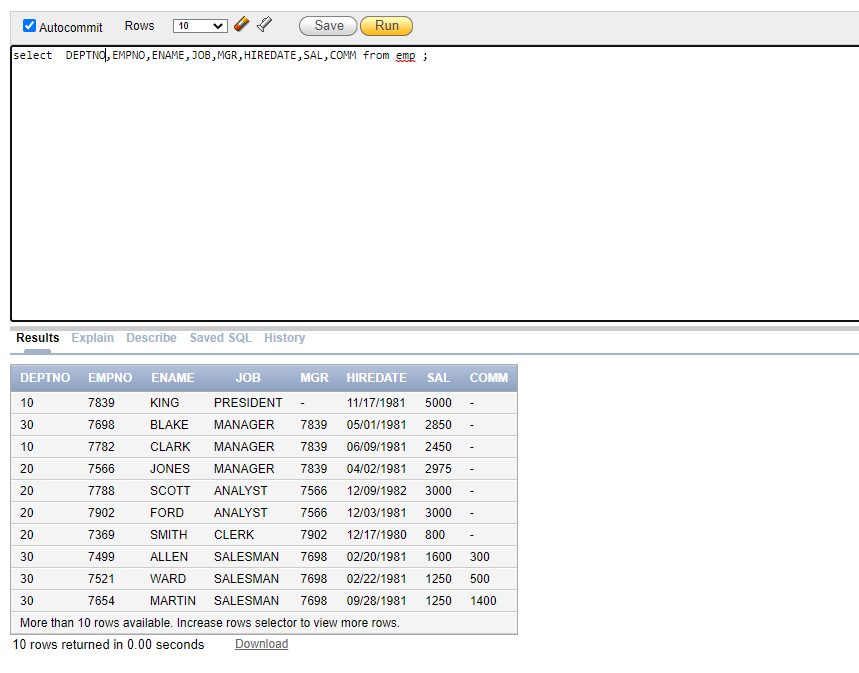 Autocommit Rows 10 Save Run
select DEPTNO,EMPNO,ENAME,JOB,MGR,HIREDATE,SAL,COMM from emp ;
Results Explain Describe Saved SQL History
DEPTNO EMPNO ENAME JOB MGR HIREDATE SAL COMM
10 7839 KING PRESIDENT - 11/17/1981 5000 -
30 7698 BLAKE MANAGER 7839 05/01/1981 2850 -
10 7782 CLARK MANAGER 7839 06/09/1981 2450 -
20 7566 JONES MANAGER 7839 04/02/1981 2975 -
20 7788 SCOTT ANALYST 7566 12/09/1982 3000 -
20 7902 FORD ANALYST 7566 12/03/1981 3000 -
20 7369 SMITH CLERK 7902 12/17/1980 800 -
30 7499 ALLEN SALESMAN 7698 02/20/1981 1600 300
30 7521 WARD SALESMAN 7698 02/22/1981 1250 500
30 7654 MARTIN SALESMAN 7698 09/28/1981 1250 1400
More than 10 rows available. Increase rows selector to view more rows.
10 rows returned in 0.00 seconds Download